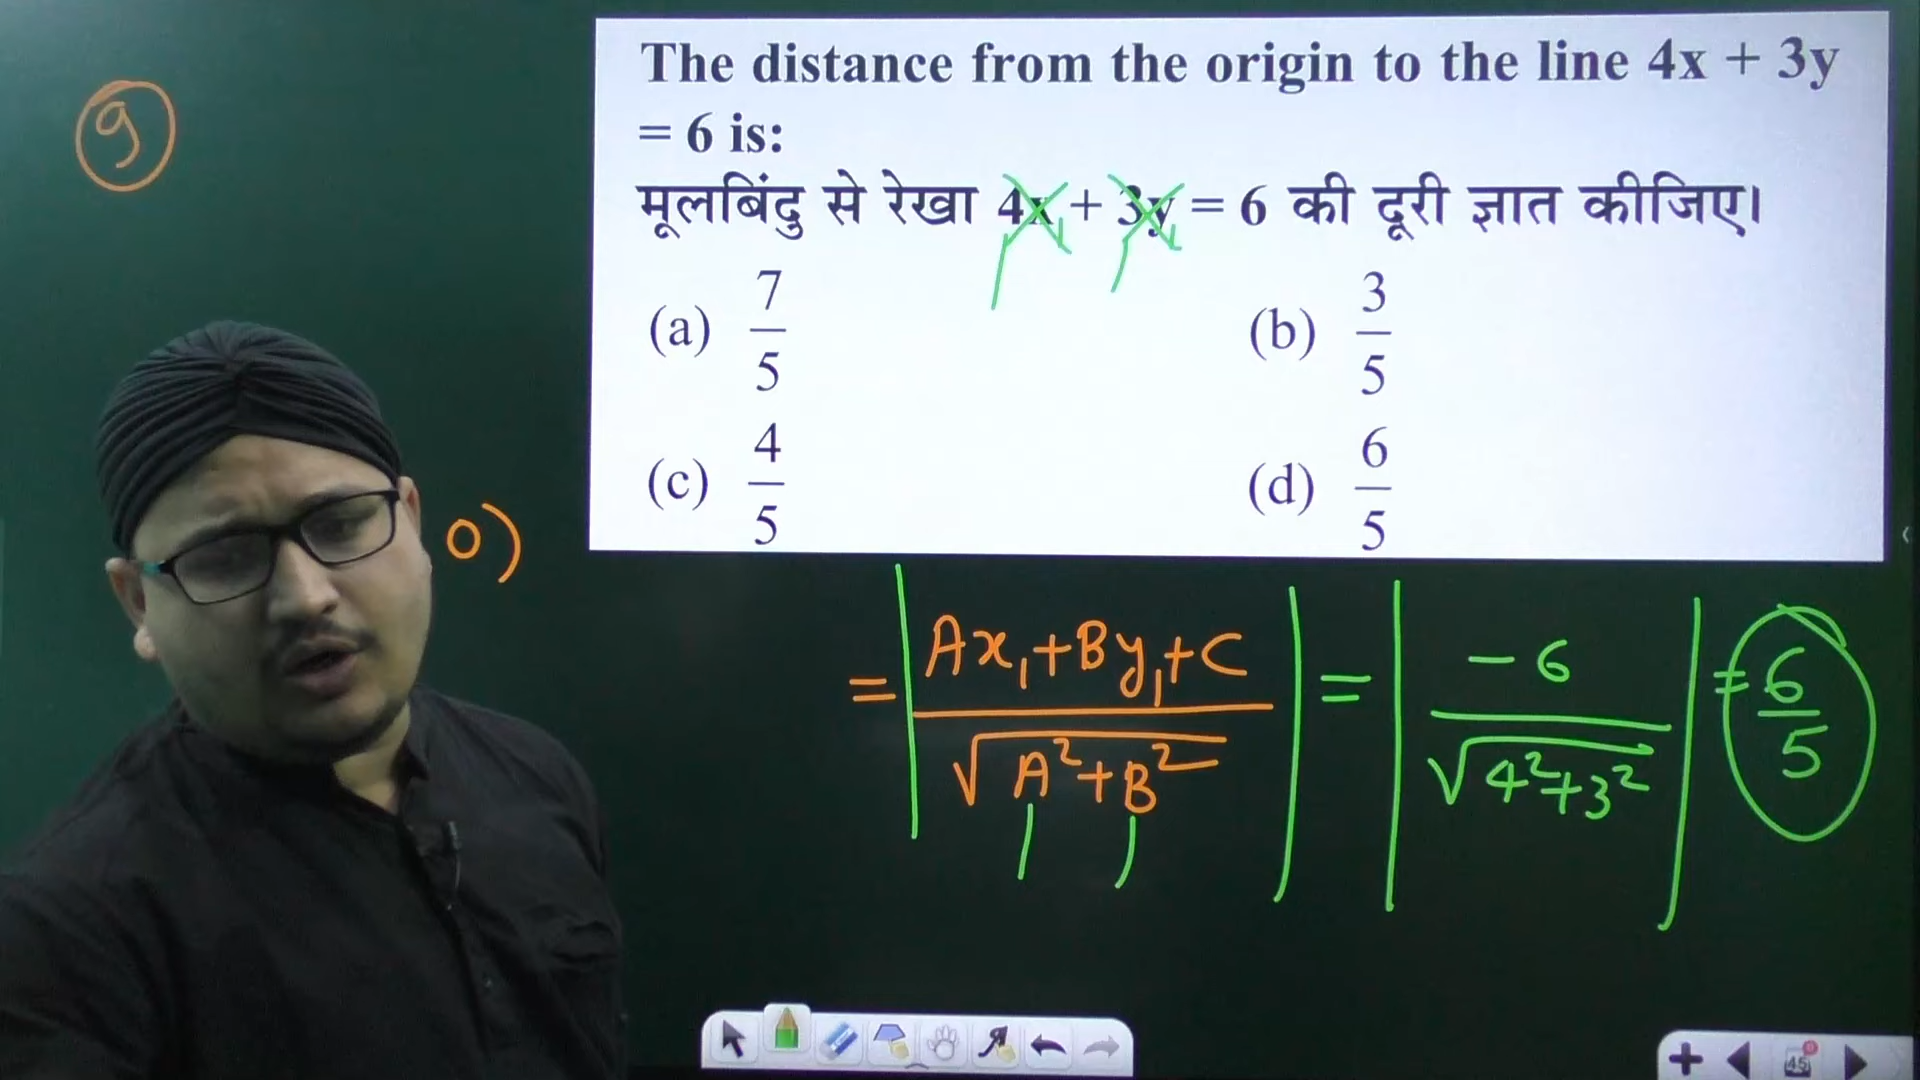 9
The distance from the origin to the line 4x + 3y
= 6 is:
मूलबिंदु से रेखा 4x + 3y = 6 की दूरी ज्ञात कीजिए।
(a) 7/5
(b) 3/5
(c) 4/5
(d) 6/5
0)
= |Ax₁+By₁+C / √A²+B²| = |-6 / √4²+3²| = 6/5
45